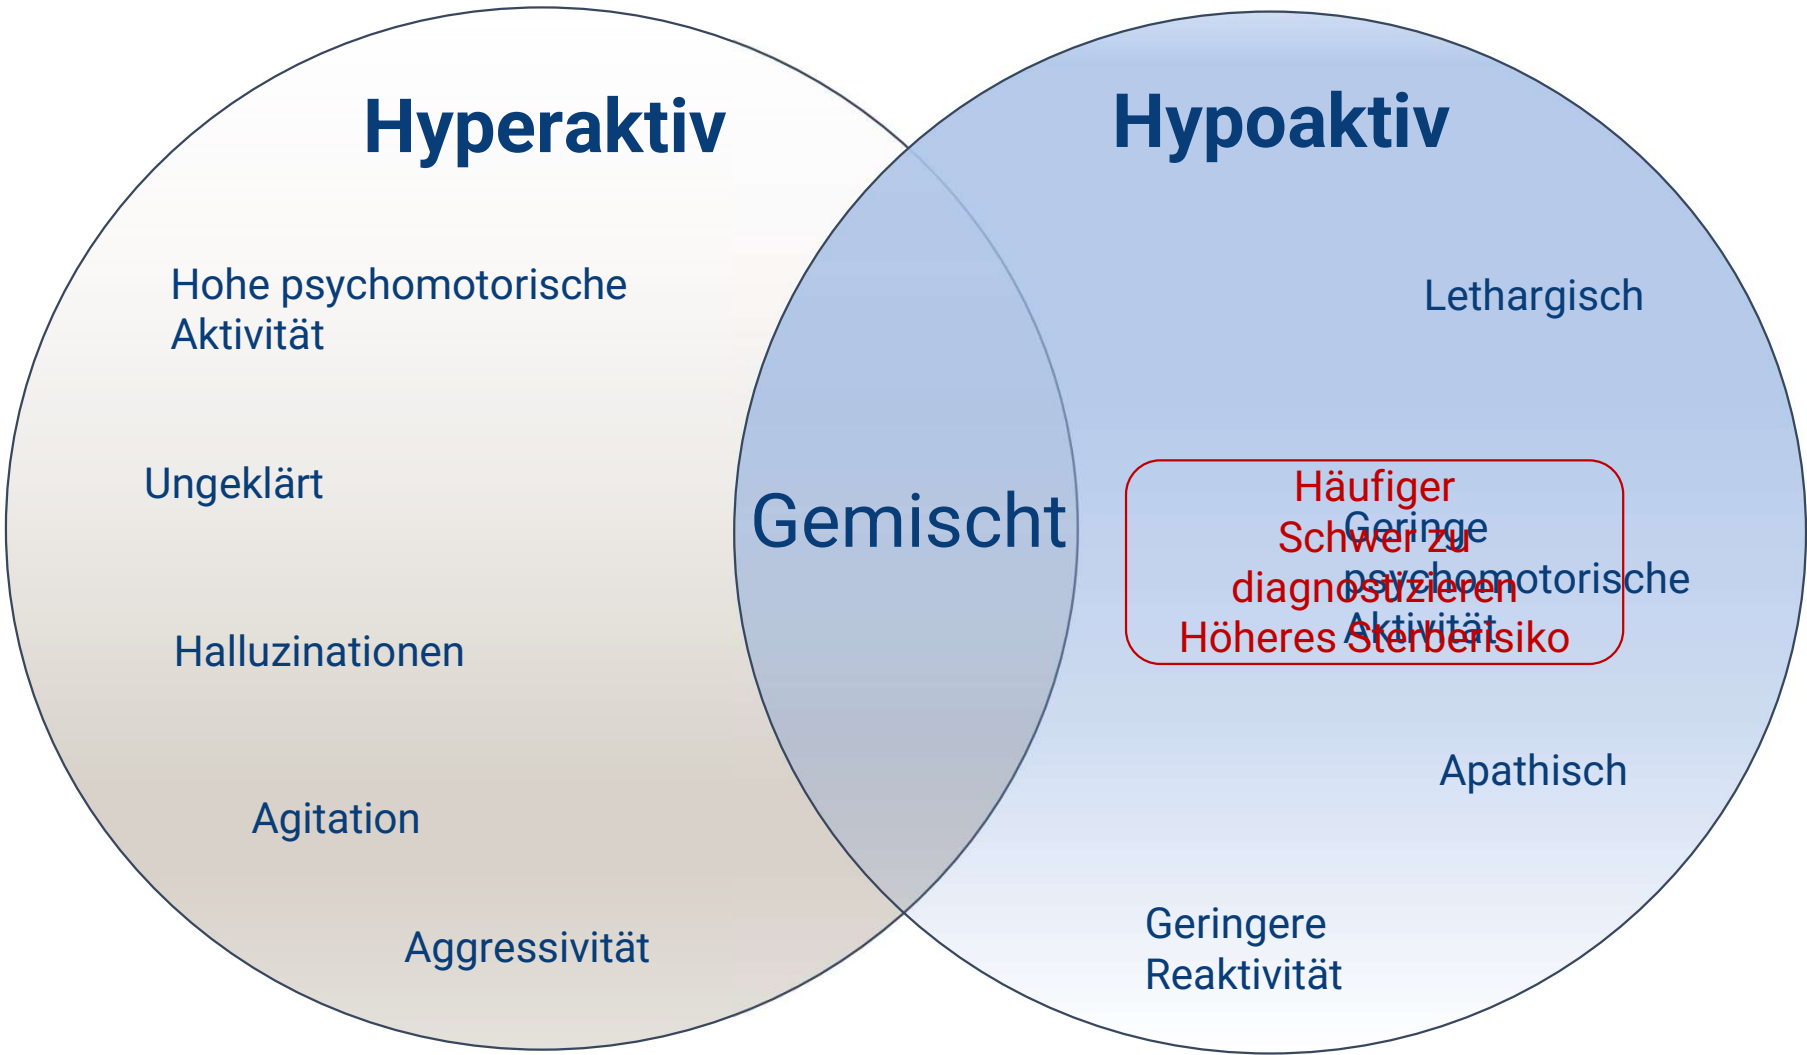 Hyperaktiv
Hohe psychomotorische
Aktivität
Ungeklärt
Halluzinationen
Agitation
Aggressivität
Gemischt
Hypoaktiv
Lethargisch
Häufiger
Schwer zu
diagnostizieren
Höheres Sterberisiko
Geringe
psychomotorische
Aktivität
Apathisch
Geringere
Reaktivität